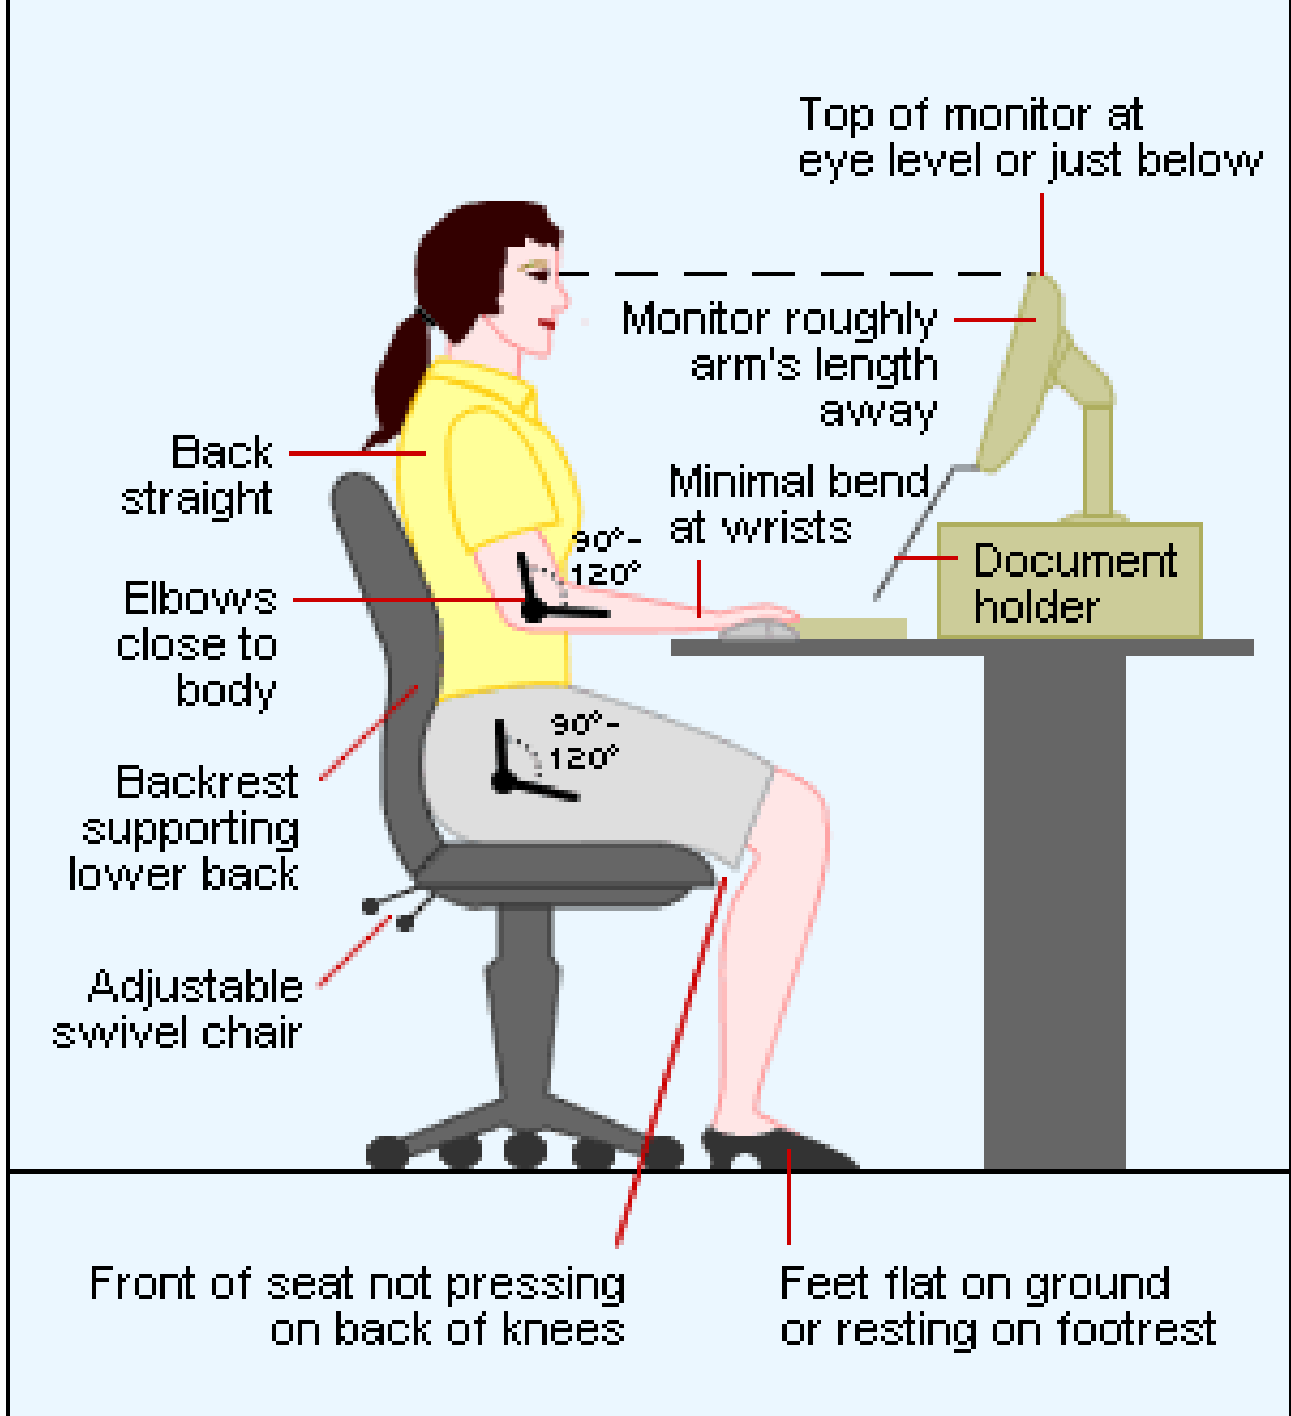 Top of monitor at
eye level or just below
Monitor roughly
arm's length
away
Back
straight
Minimal bend
at wrists
90°-
120°
Document
holder
Elbows
close to
body
90°-
120°
Backrest
supporting
lower back
Adjustable
swivel chair
Front of seat not pressing
on back of knees
Feet flat on ground
or resting on footrest